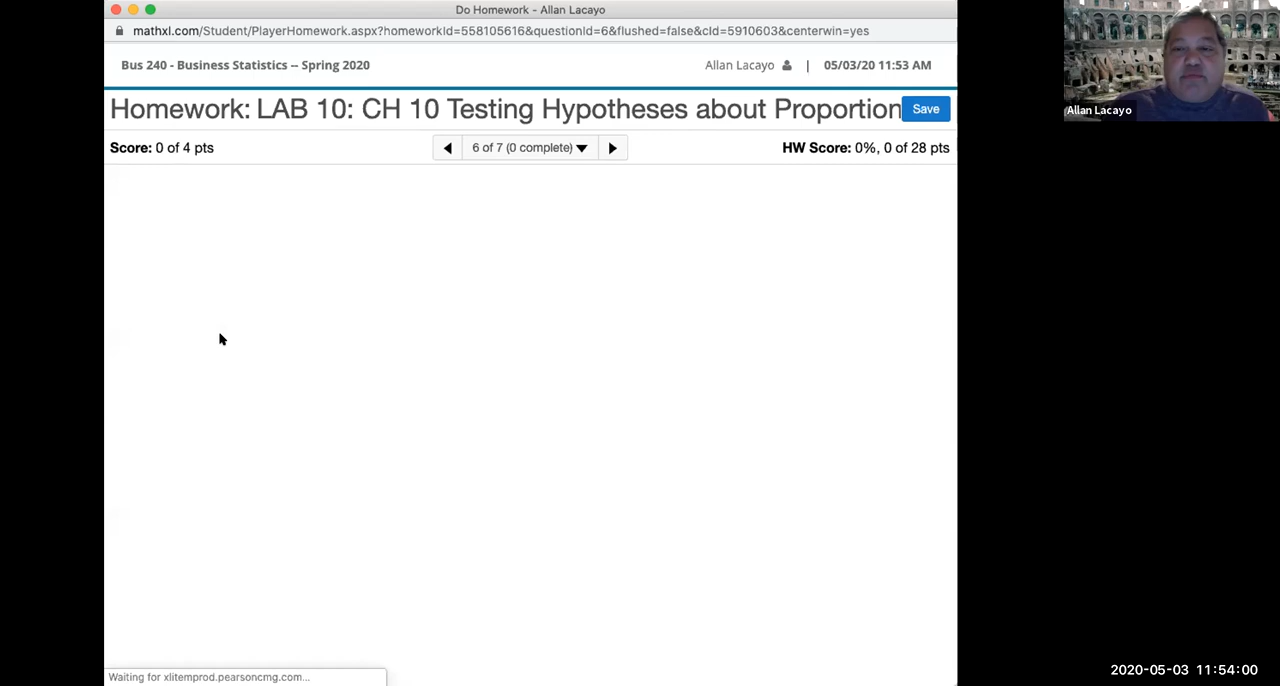 Do Homework - Allan Lacayo
mathxl.com/Student/PlayerHomework.aspx?homeworkId=558105616&questionId=6&flushed=false&cId=5910603&centerwin=yes
Bus 240 - Business Statistics -- Spring 2020
Allan Lacayo | 05/03/20 11:53 AM
Homework: LAB 10: CH 10 Testing Hypotheses about Proportion
Save
Score: 0 of 4 pts
6 of 7 (0 complete)
HW Score: 0%, 0 of 28 pts
Allan Lacayo
Waiting for xlitemprod.pearsoncmg.com...
2020-05-03 11:54:00